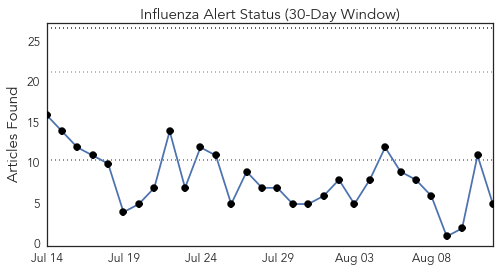 Influenza Alert Status (30-Day Window)
Articles Found
25
20
15
10
5
0
Jul 14 Jul 19 Jul 24 Jul 29 Aug 03 Aug 08